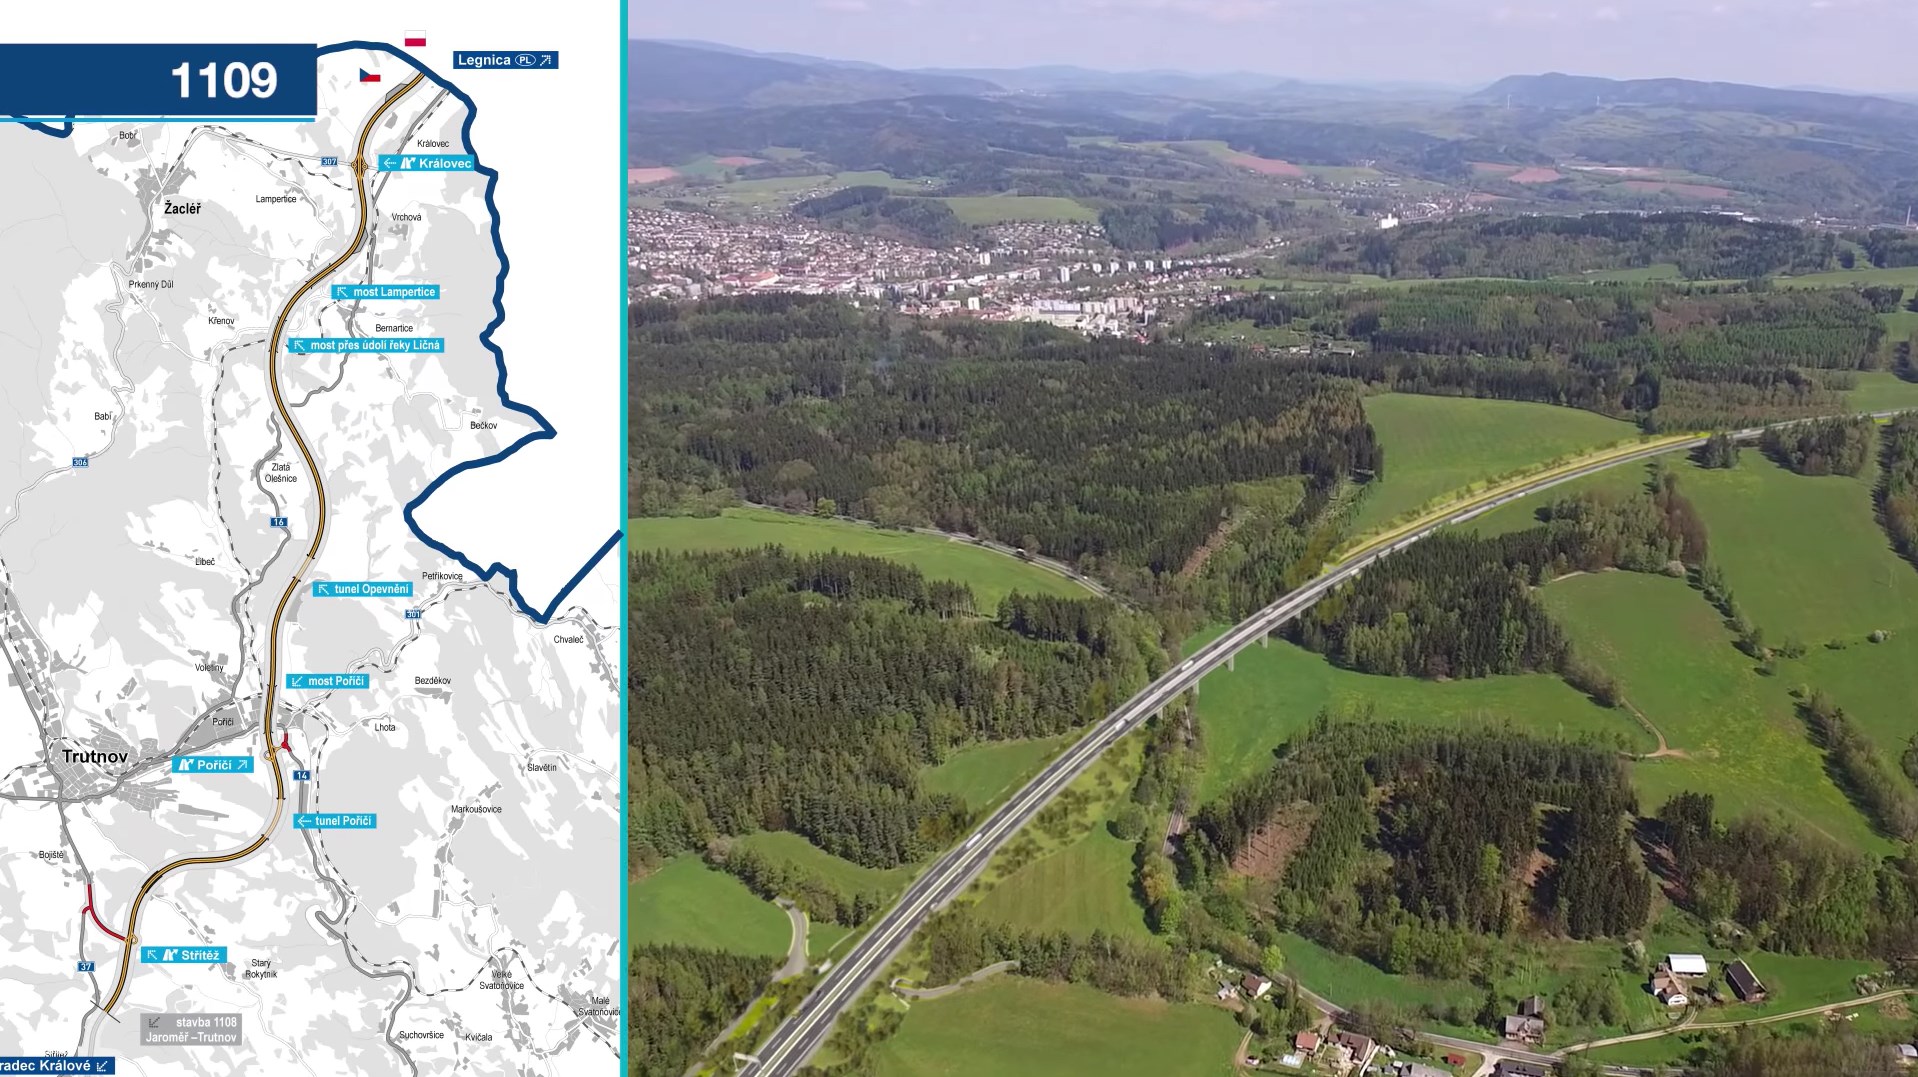 1109
Legnica PL
Bobr
Královec
307
Královec
Lampertice
Žacléř
Vrchová
Prkenný Důl
most Lampertice
Křenov
Bernartice
most přes údolí řeky Ličná
Babí
Bečkov
306
Zlatá
Olešnice
16
Libeč
Petříkovice
tunel Opevnění
301
Chvaleč
Voletiny
most Poříčí
Bezděkov
Poříčí
Lhota
Trutnov
Poříčí
14
Slavětín
Markoušovice
tunel Poříčí
Bojiště
Střítěž
37
Starý
Rokytník
Velké
Svatoňovice
Malé
Svatoňovic
stavba 1108
Jaroměř –Trutnov
Suchovršice
Kvíčala
radec Králové